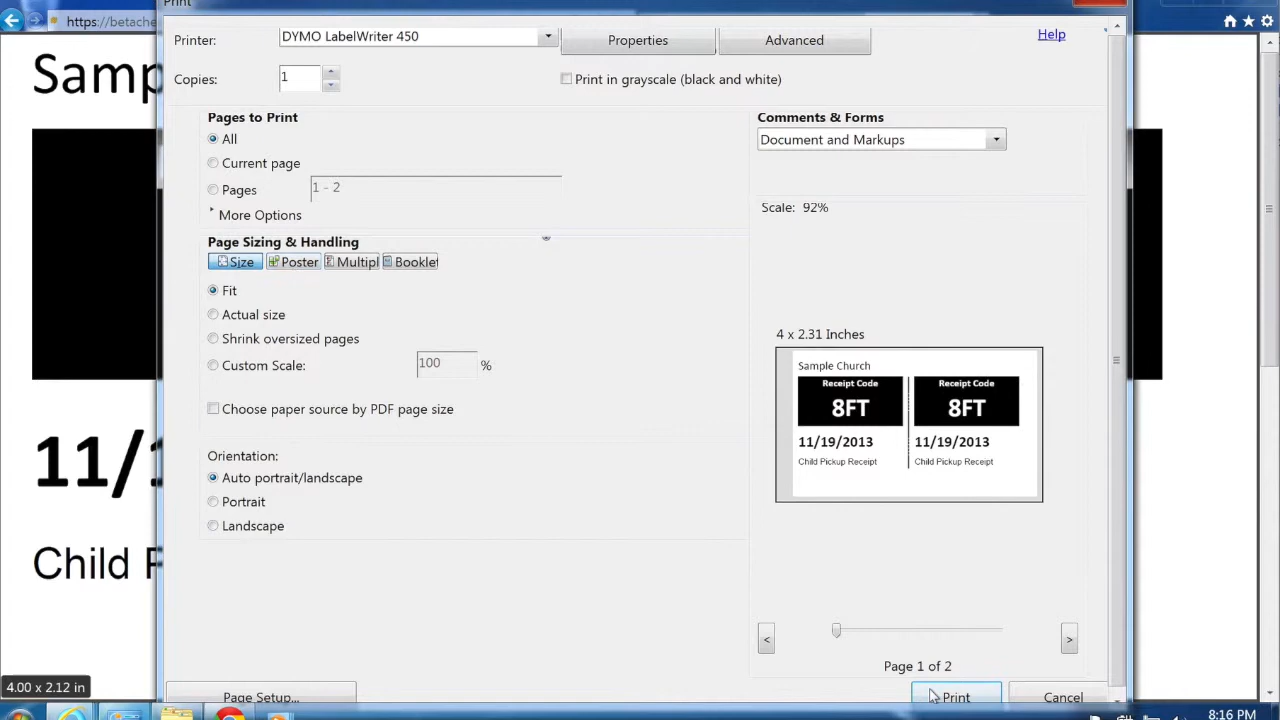 Print
https://betache
Printer:
DYMO LabelWriter 450
Properties
Advanced
Help
Copies:
1
Print in grayscale (black and white)
Samp
Pages to Print
All
Current page
Pages
1 - 2
More Options
Comments & Forms
Document and Markups
Scale: 92%
Page Sizing & Handling
Size
Poster
Multipl
Booklet
Fit
Actual size
Shrink oversized pages
Custom Scale:
100
%
Choose paper source by PDF page size
Orientation:
Auto portrait/landscape
Portrait
Landscape
4 x 2.31 Inches
Sample Church
Receipt Code
8FT
11/19/2013
Child Pickup Receipt
Receipt Code
8FT
11/19/2013
Child Pickup Receipt
11/1
Child P
<
>
Page 1 of 2
4.00 x 2.12 in
Page Setup...
Print
Cancel
8:16 PM